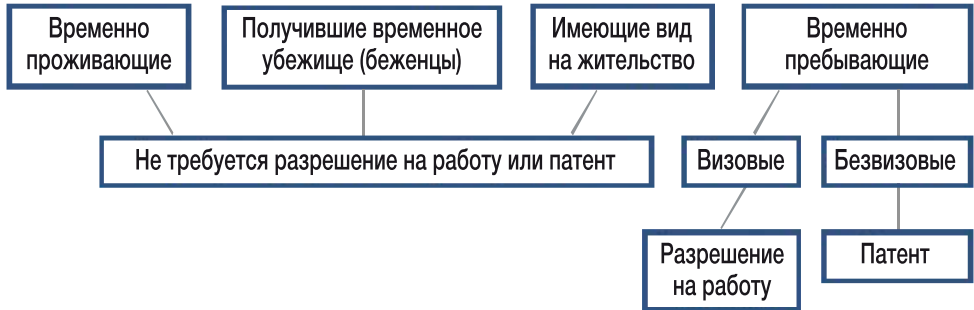 Временно
проживающие
Получившие временное
убежище (беженцы)
Имеющие вид
на жительство
Временно
пребывающие
Не требуется разрешение на работу или патент
Визовые
Безвизовые
Разрешение
на работу
Патент